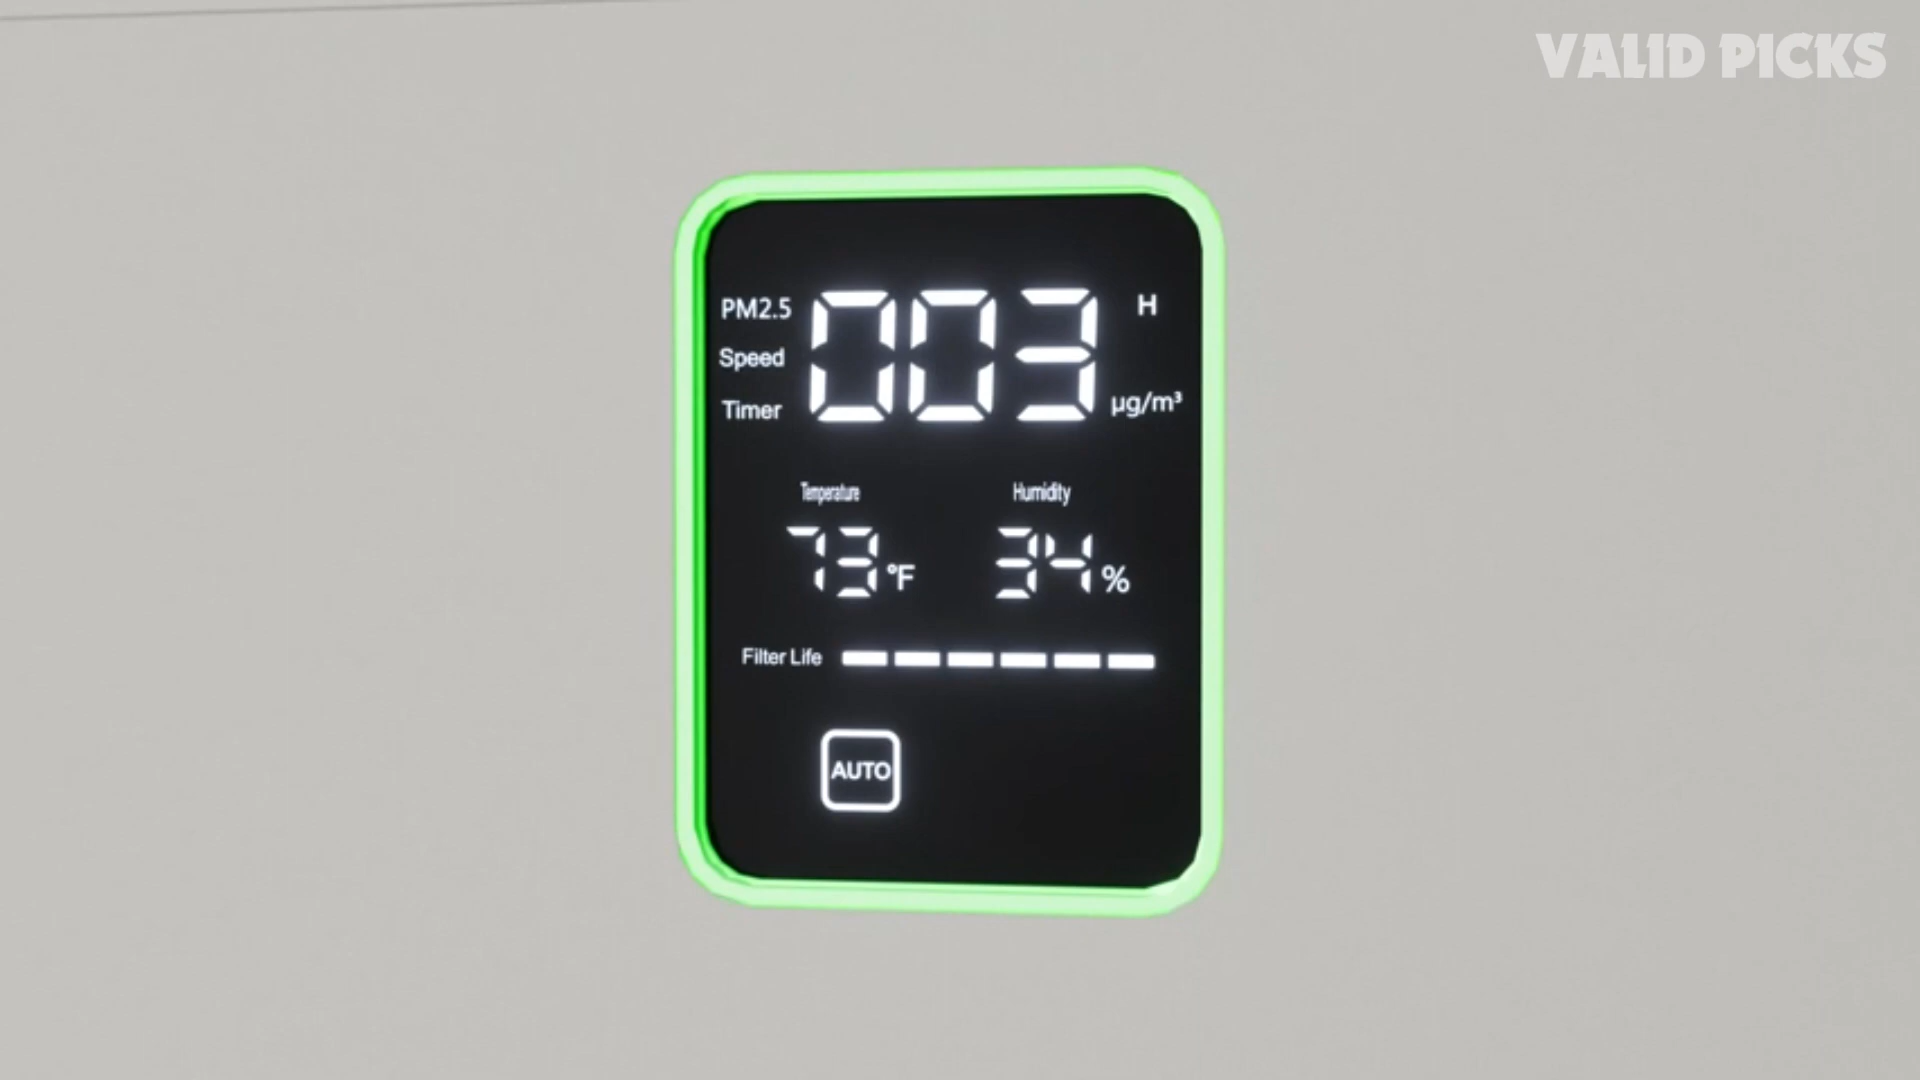 VALID PICKS
PM2.5 003 H
Speed
Timer µg/m³
Temperature Humidity
73 °F 34 %
Filter Life
AUTO